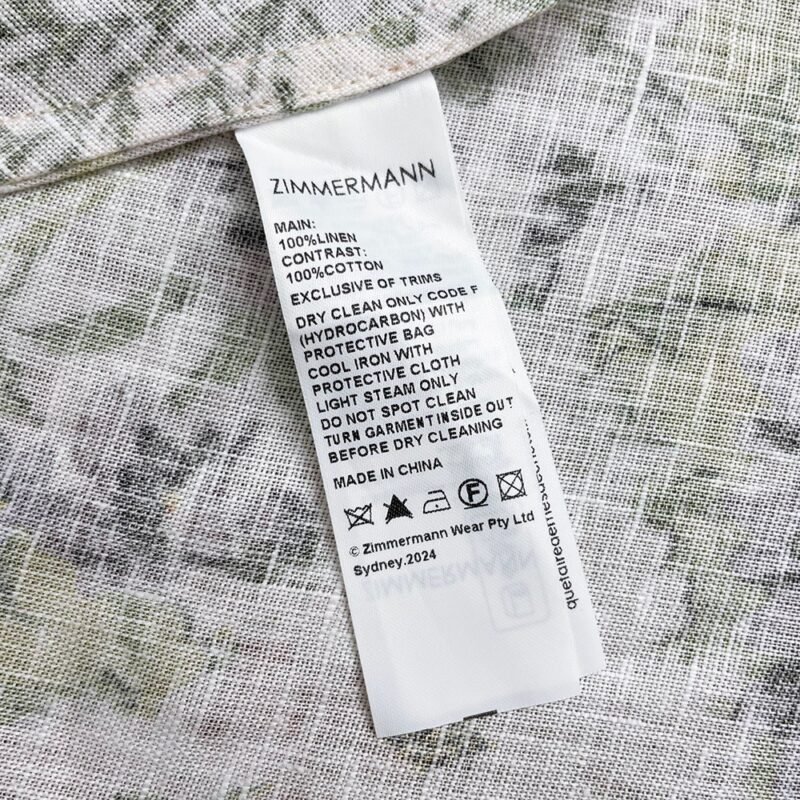 ZIMMERMANN
MAIN:
100%LINEN
CONTRAST:
100%COTTON
EXCLUSIVE OF TRIMS
DRY CLEAN ONLY CODE F
(HYDROCARBON) WITH
PROTECTIVE BAG
COOL IRON WITH
PROTECTIVE CLOTH
LIGHT STEAM ONLY
DO NOT SPOT CLEAN
TURN GARMENT INSIDE OUT
BEFORE DRY CLEANING
MADE IN CHINA
F
© Zimmermann Wear Pty Ltd
Sydney.2024
ZIMMERMANN